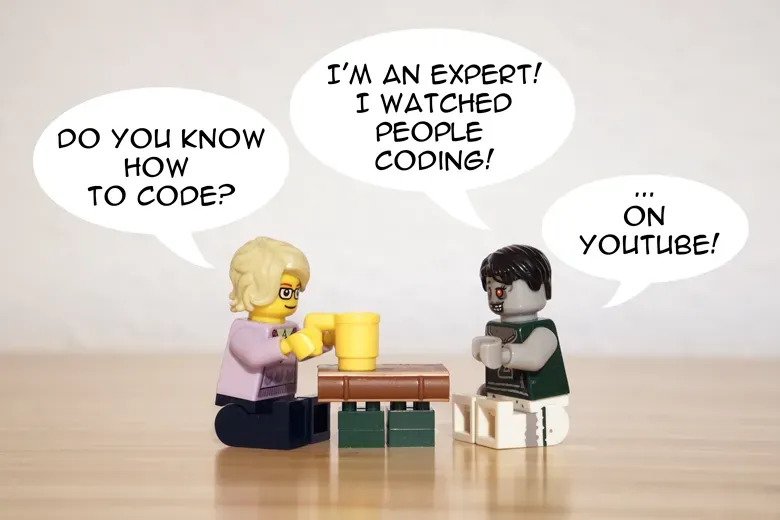 DO YOU KNOW
HOW
TO CODE?
I'M AN EXPERT!
I WATCHED
PEOPLE
CODING!
...
ON
YOUTUBE!